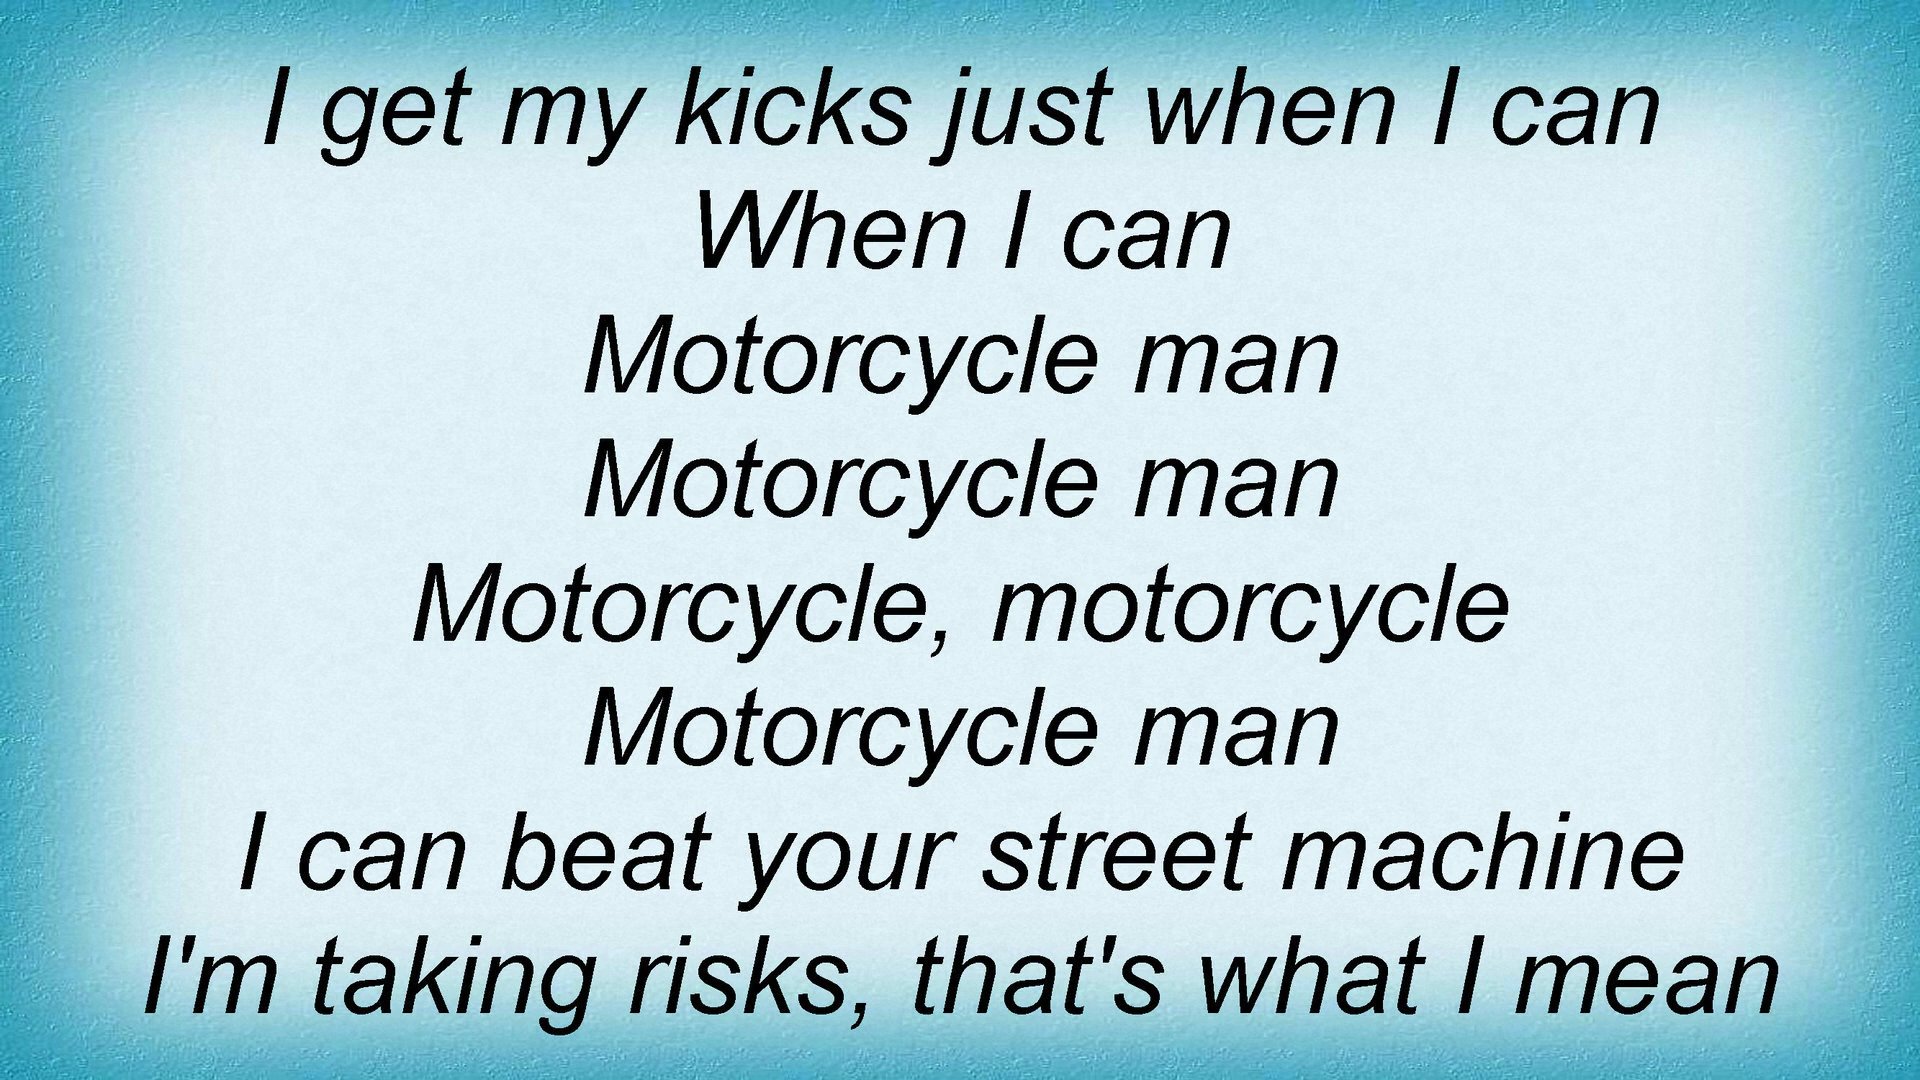 I get my kicks just when I can
When I can
Motorcycle man
Motorcycle man
Motorcycle, motorcycle
Motorcycle man
I can beat your street machine
I'm taking risks, that's what I mean